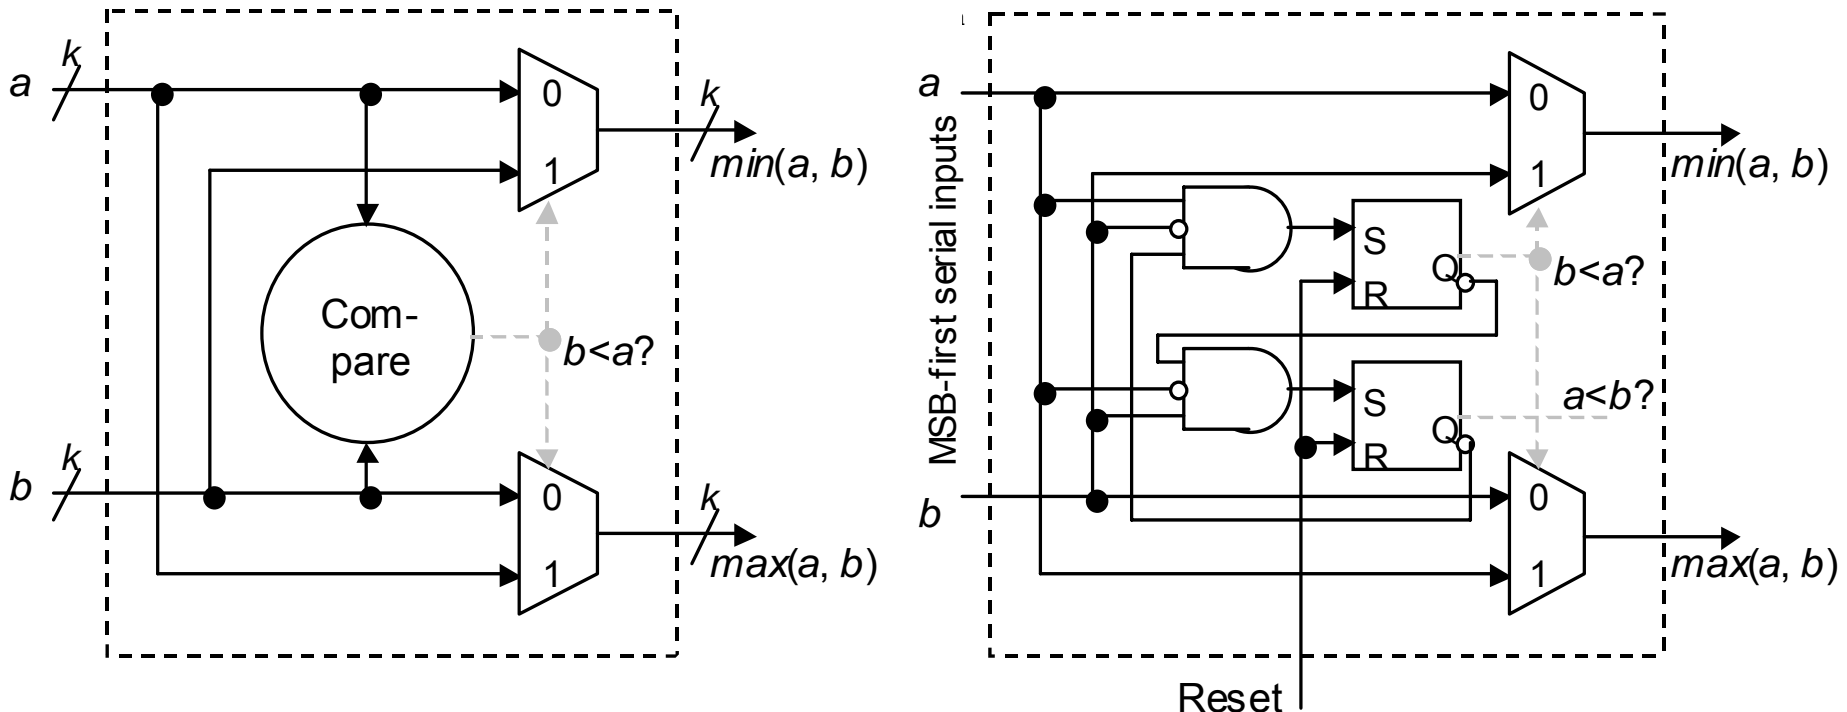 k
a
0
k
1
min(a, b)
Com-
pare
b<a?
k
b
0
k
1
max(a, b)
MSB-first serial inputs
a
0
1
min(a, b)
S
Q
R
b<a?
S
Q
R
a<b?
b
0
1
max(a, b)
Reset